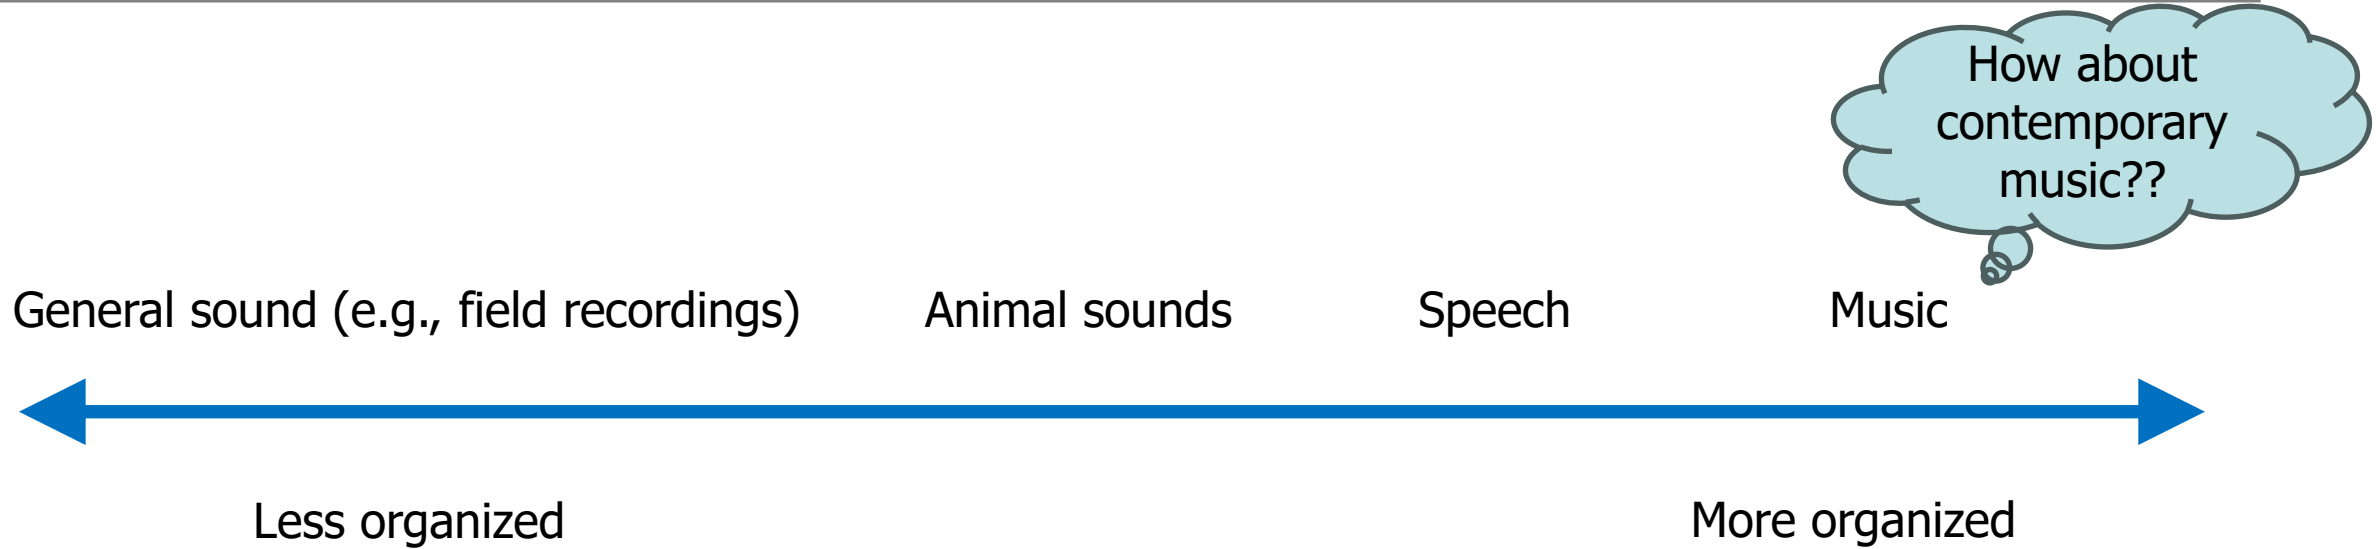 How about
contemporary
music??
General sound (e.g., field recordings)
Animal sounds
Speech
Music
Less organized
More organized